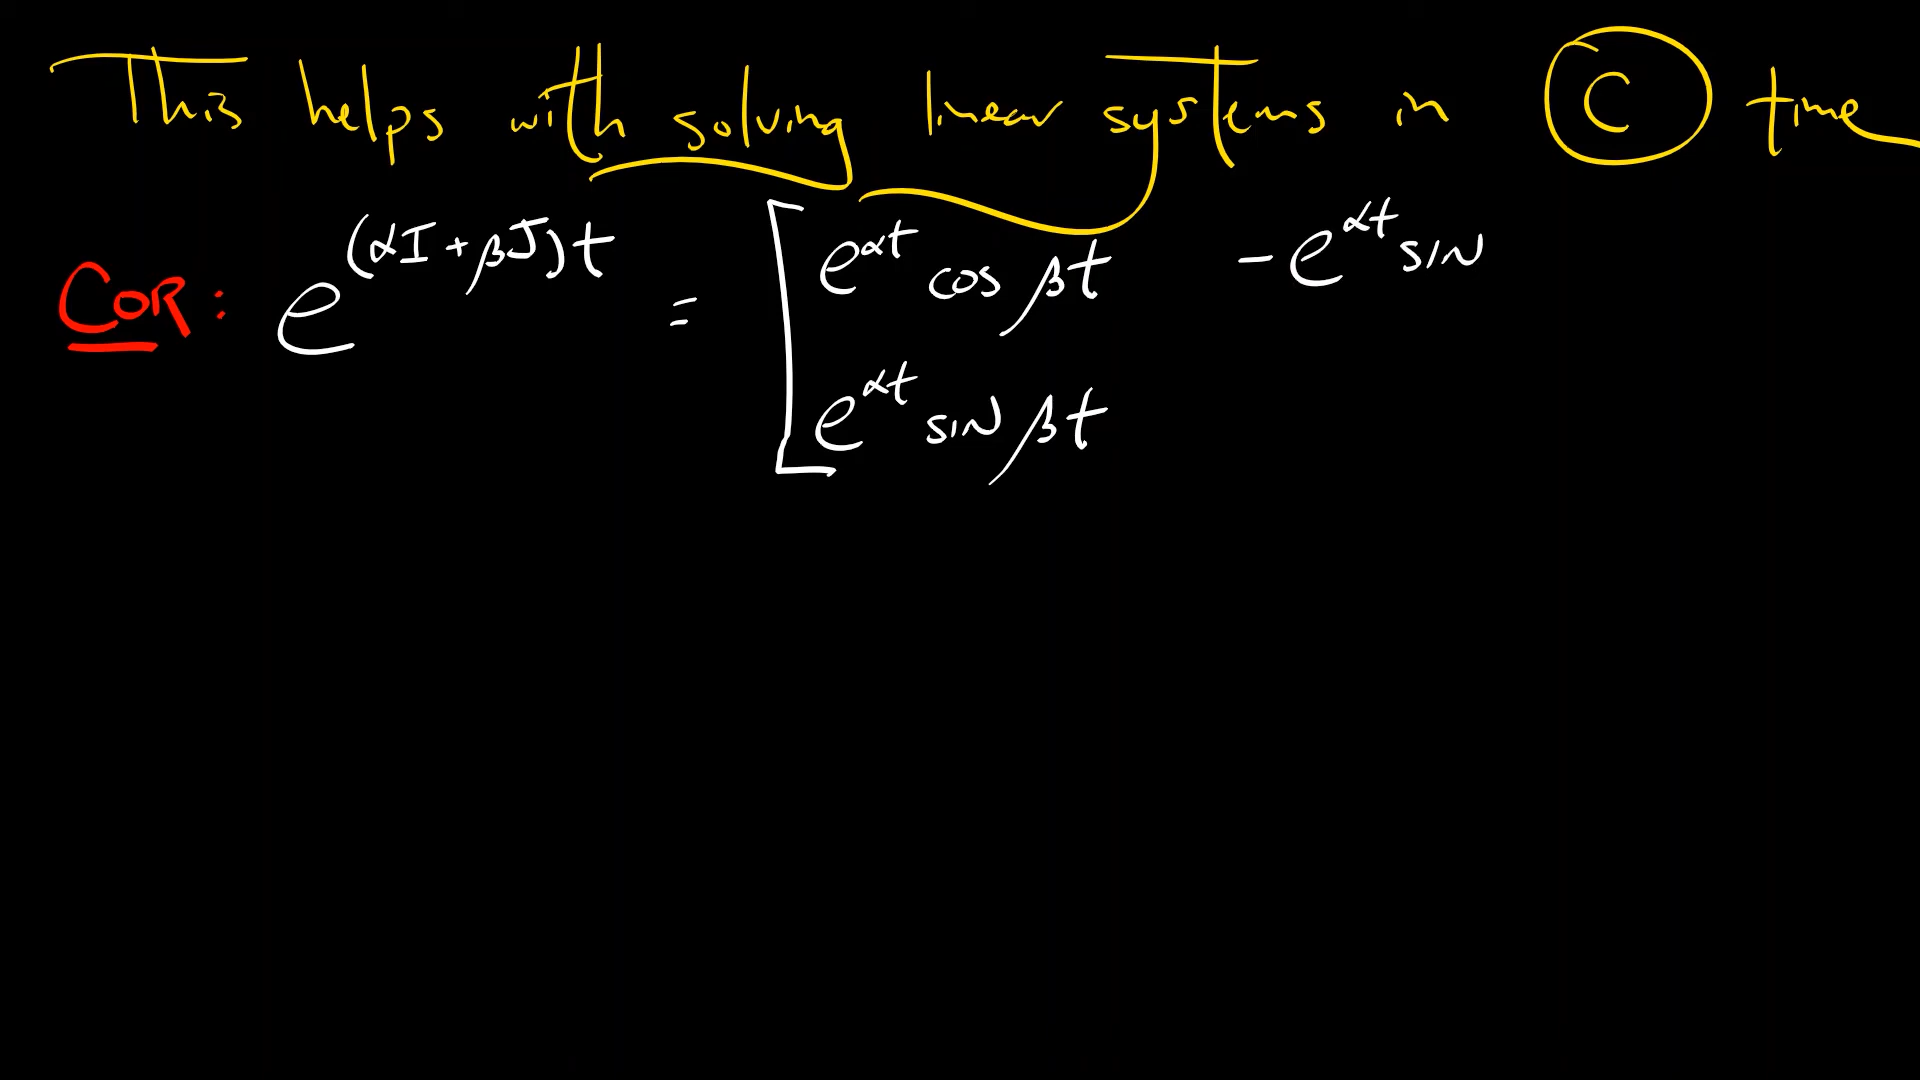 This helps with solving linear systems in C time
COR: e^{(αI+βJ)t} = [ e^{αt} cos βt   -e^{αt} sin
e^{αt} sin βt